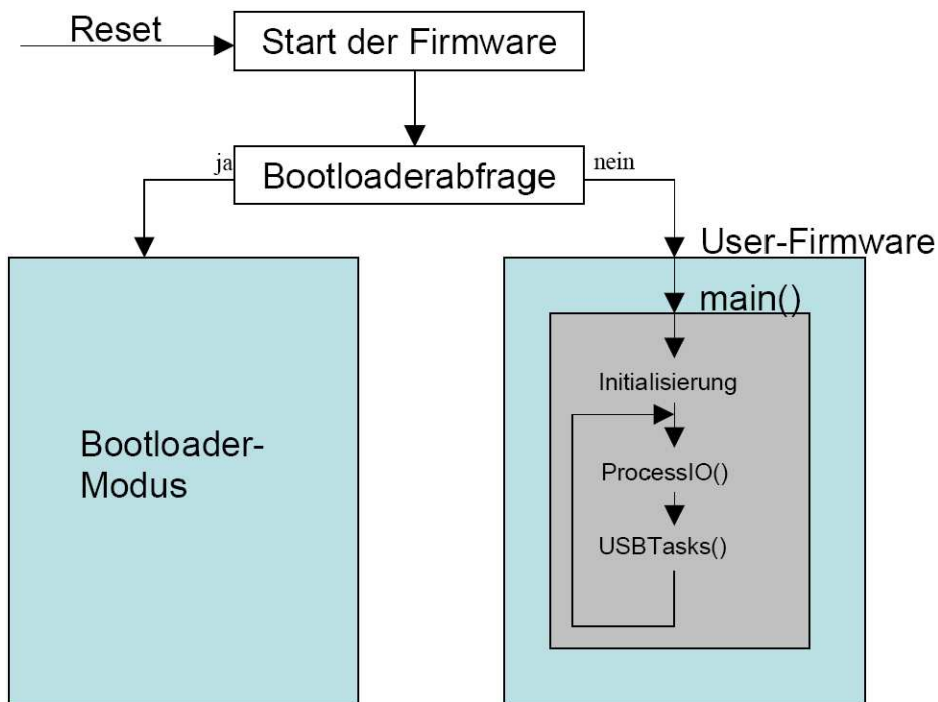 Reset
Start der Firmware
ja
Bootloaderabfrage
nein
User-Firmware
main()
Initialisierung
ProcessIO()
USBTasks()
Bootloader-
Modus